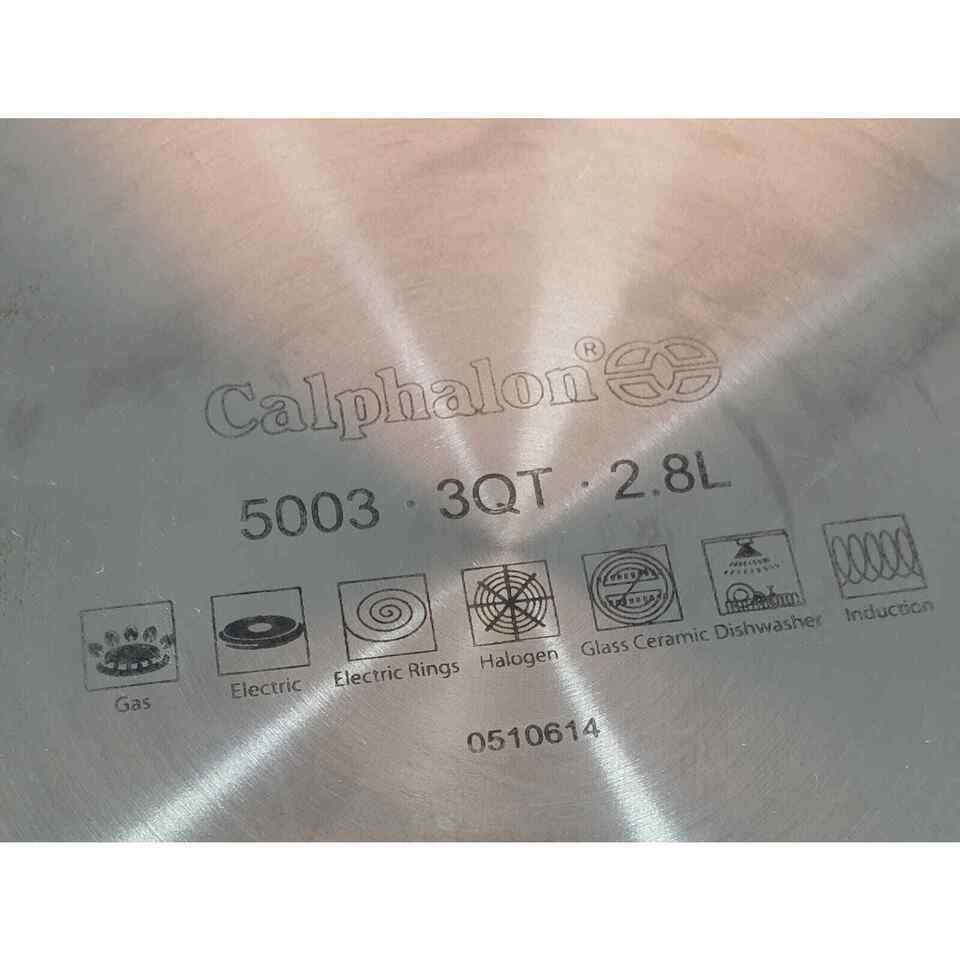 Calphalon®
5003 · 3QT · 2.8L
Gas Electric Electric Rings Halogen Glass Ceramic Dishwasher Induction
0510614